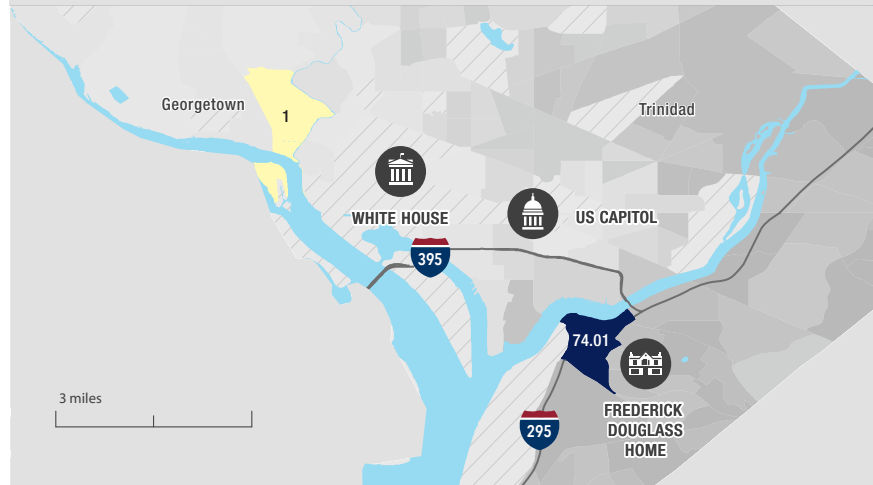 Georgetown
1
Trinidad
WHITE HOUSE
US CAPITOL
395
74.01
3 miles
FREDERICK
DOUGLASS
HOME
295